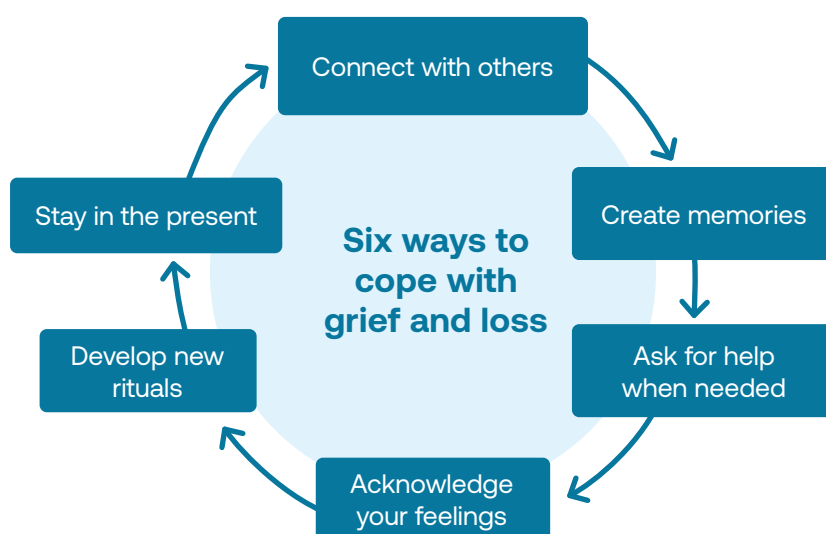 Connect with others
Create memories
Ask for help
when needed
Acknowledge
your feelings
Develop new
rituals
Stay in the present
Six ways to
cope with
grief and loss